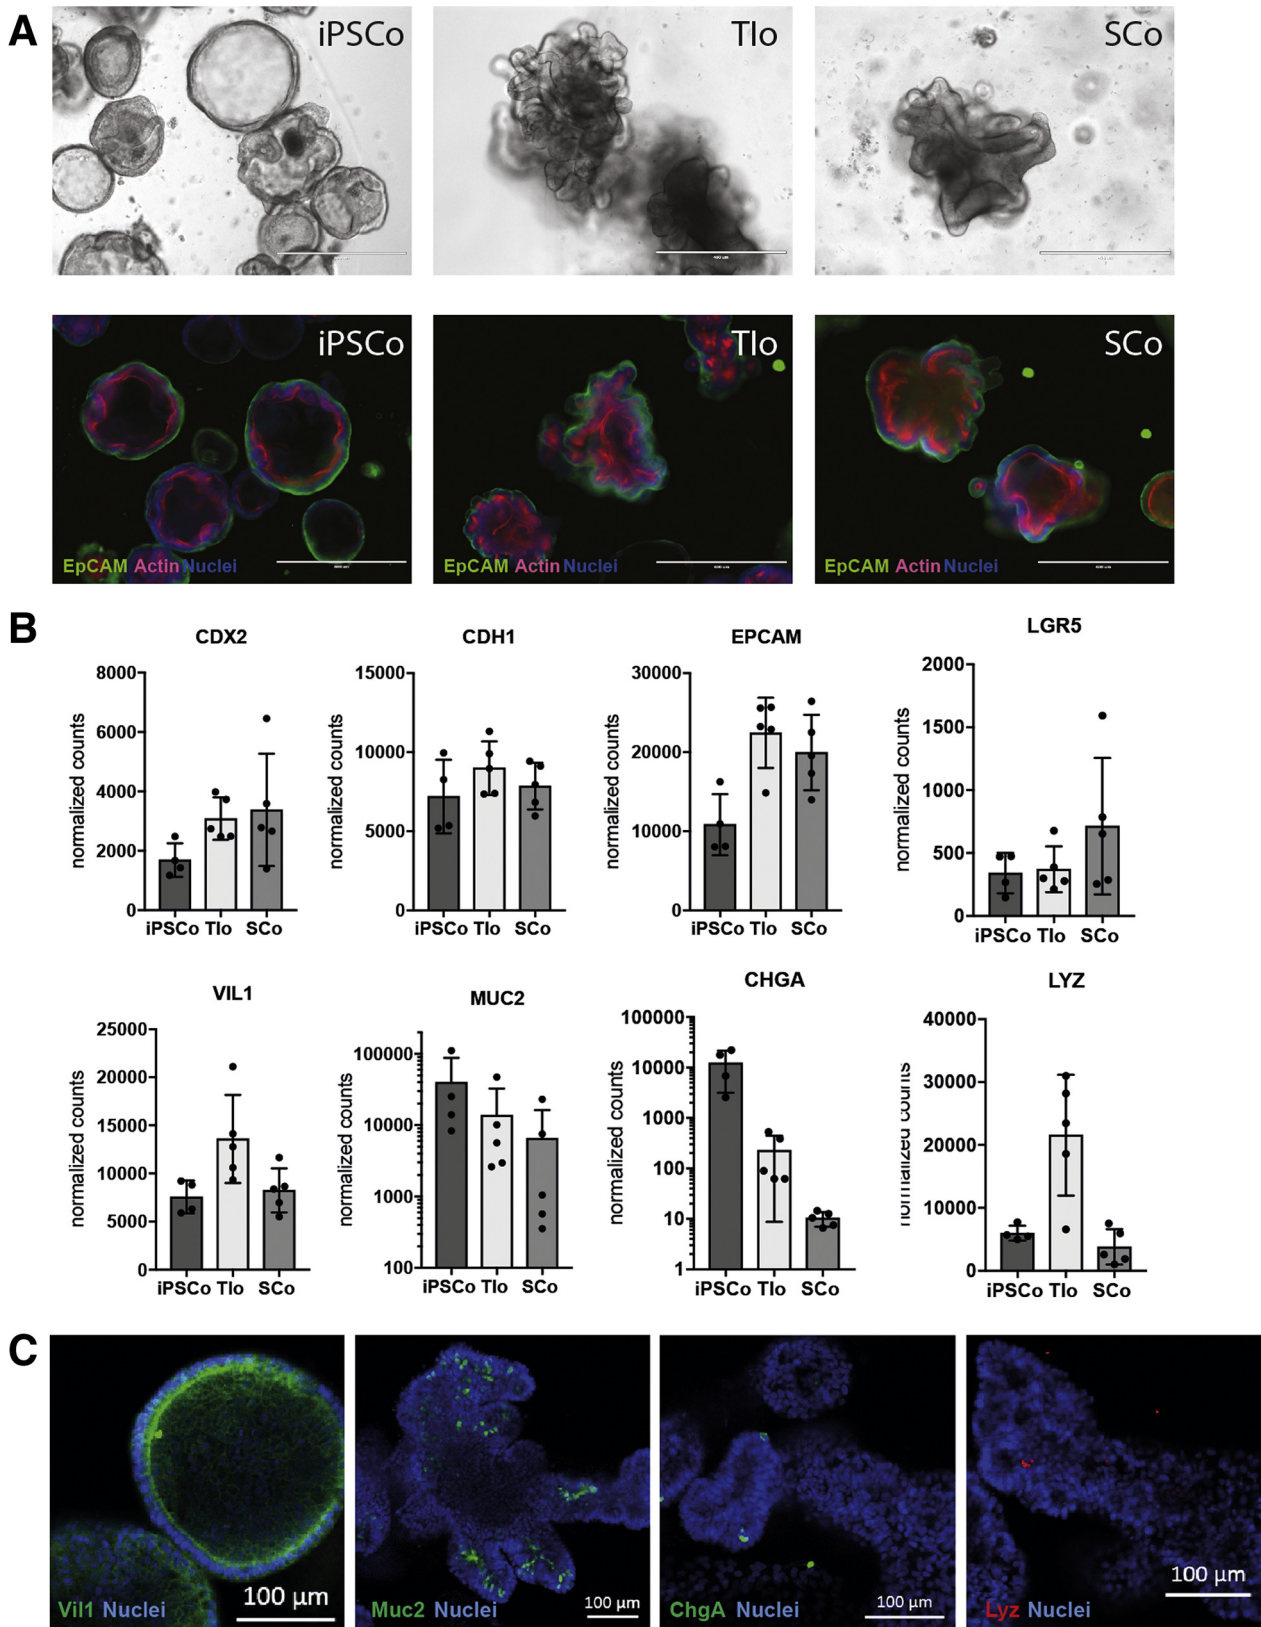 A
iPSCo
TIo
SCo
400 µm
iPSCo
TIo
SCo
EpCAM Actin Nuclei
EpCAM Actin Nuclei
EpCAM Actin Nuclei
B
CDX2
normalized counts
8000
6000
4000
2000
0
iPSCo TIo SCo
CDH1
normalized counts
15000
10000
5000
0
iPSCo TIo SCo
EPCAM
normalized counts
30000
20000
10000
0
iPSCo TIo SCo
LGR5
normalized counts
2000
1500
1000
500
0
iPSCo TIo SCo
VIL1
normalized counts
25000
20000
15000
10000
5000
0
iPSCo TIo SCo
MUC2
normalized counts
100000
10000
1000
100
iPSCo TIo SCo
CHGA
normalized counts
100000
10000
1000
100
10
1
iPSCo TIo SCo
LYZ
normalized counts
40000
30000
20000
10000
0
iPSCo TIo SCo
C
Vil1 Nuclei
100 µm
Muc2 Nuclei
100 µm
ChgA Nuclei
100 µm
Lyz Nuclei
100 µm